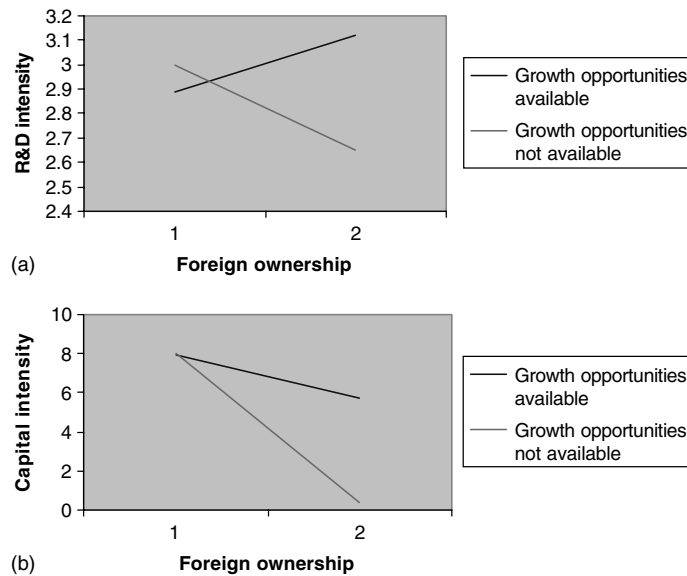 3.2
3.1
3
2.9
2.8
2.7
2.6
2.5
2.4
R&D intensity
1 2
Foreign ownership
(a)
Growth opportunities
available
Growth opportunities
not available
10
8
6
4
2
0
Capital intensity
1 2
Foreign ownership
(b)
Growth opportunities
available
Growth opportunities
not available